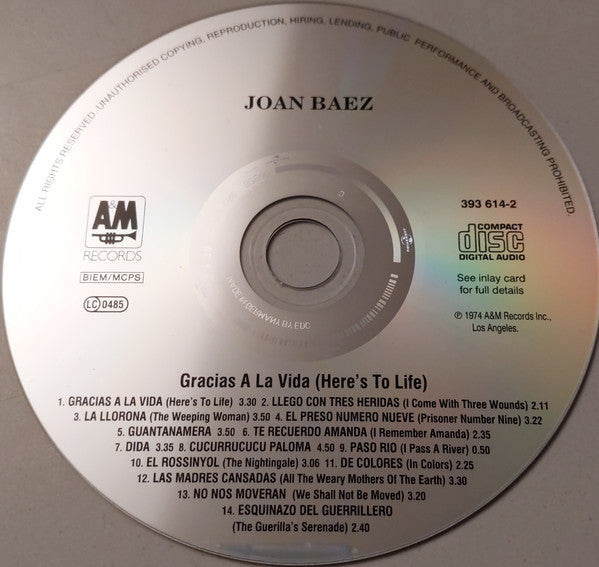 ALL RIGHTS RESERVED. UNAUTHORISED COPYING, REPRODUCTION, HIRING, LENDING, PUBLIC PERFORMANCE AND BROADCASTING PROHIBITED.
JOAN BAEZ
A&M
RECORDS
BIEM/MCPS
LC 0485
393 614-2
COMPACT
disc
DIGITAL AUDIO
See inlay card
for full details
℗ 1974 A&M Records Inc.,
Los Angeles.
MADE IN GERMANY BY EDC
Gracias A La Vida (Here's To Life)
1. GRACIAS A LA VIDA (Here's To Life) 3.30 2. LLEGO CON TRES HERIDAS (I Come With Three Wounds) 2.11
3. LA LLORONA (The Weeping Woman) 3.50 4. EL PRESO NUMERO NUEVE (Prisoner Number Nine) 3.22
5. GUANTANAMERA 3.50 6. TE RECUERDO AMANDA (I Remember Amanda) 2.35
7. DIDA 3.35 8. CUCURRUCUCU PALOMA 4.50 9. PASO RIO (I Pass A River) 0.50
10. EL ROSSINYOL (The Nightingale) 3.06 11. DE COLORES (In Colors) 2.25
12. LAS MADRES CANSADAS (All The Weary Mothers Of The Earth) 3.30
13. NO NOS MOVERAN (We Shall Not Be Moved) 3.20
14. ESQUINAZO DEL GUERRILLERO
(The Guerilla's Serenade) 2.40